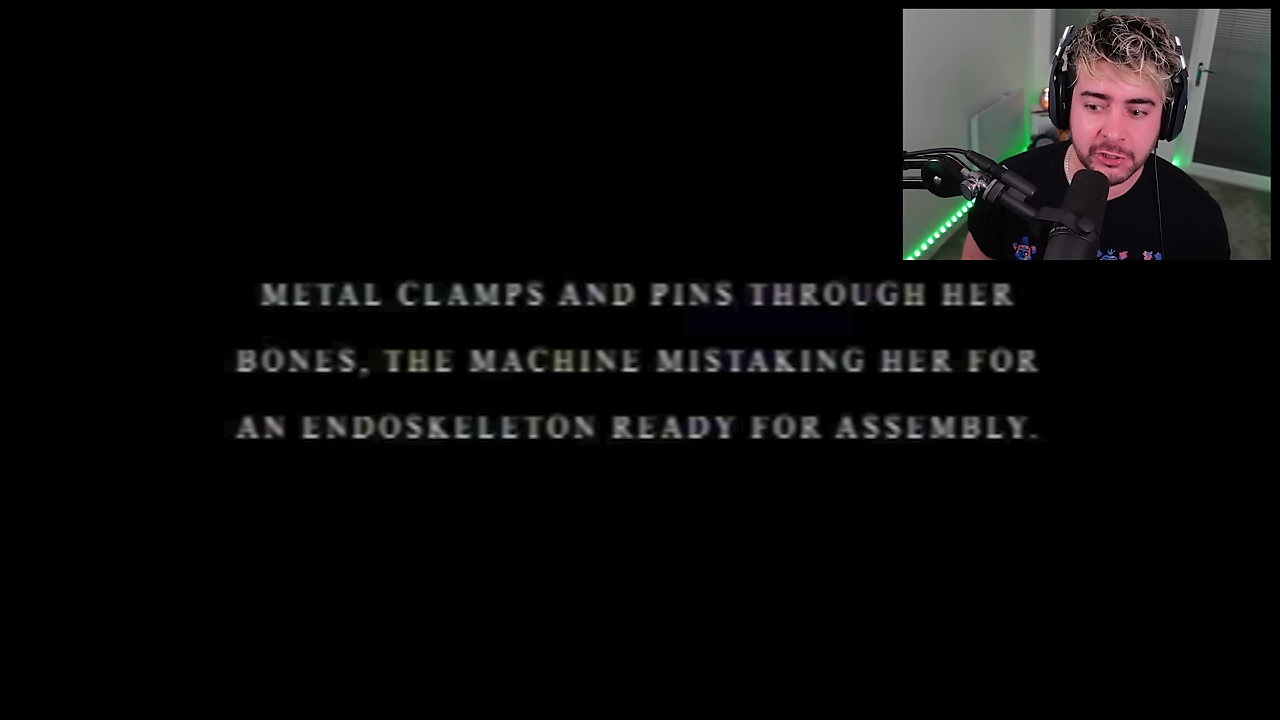 METAL CLAMPS AND PINS THROUGH HER
BONES, THE MACHINE MISTAKING HER FOR
AN ENDOSKELETON READY FOR ASSEMBLY.